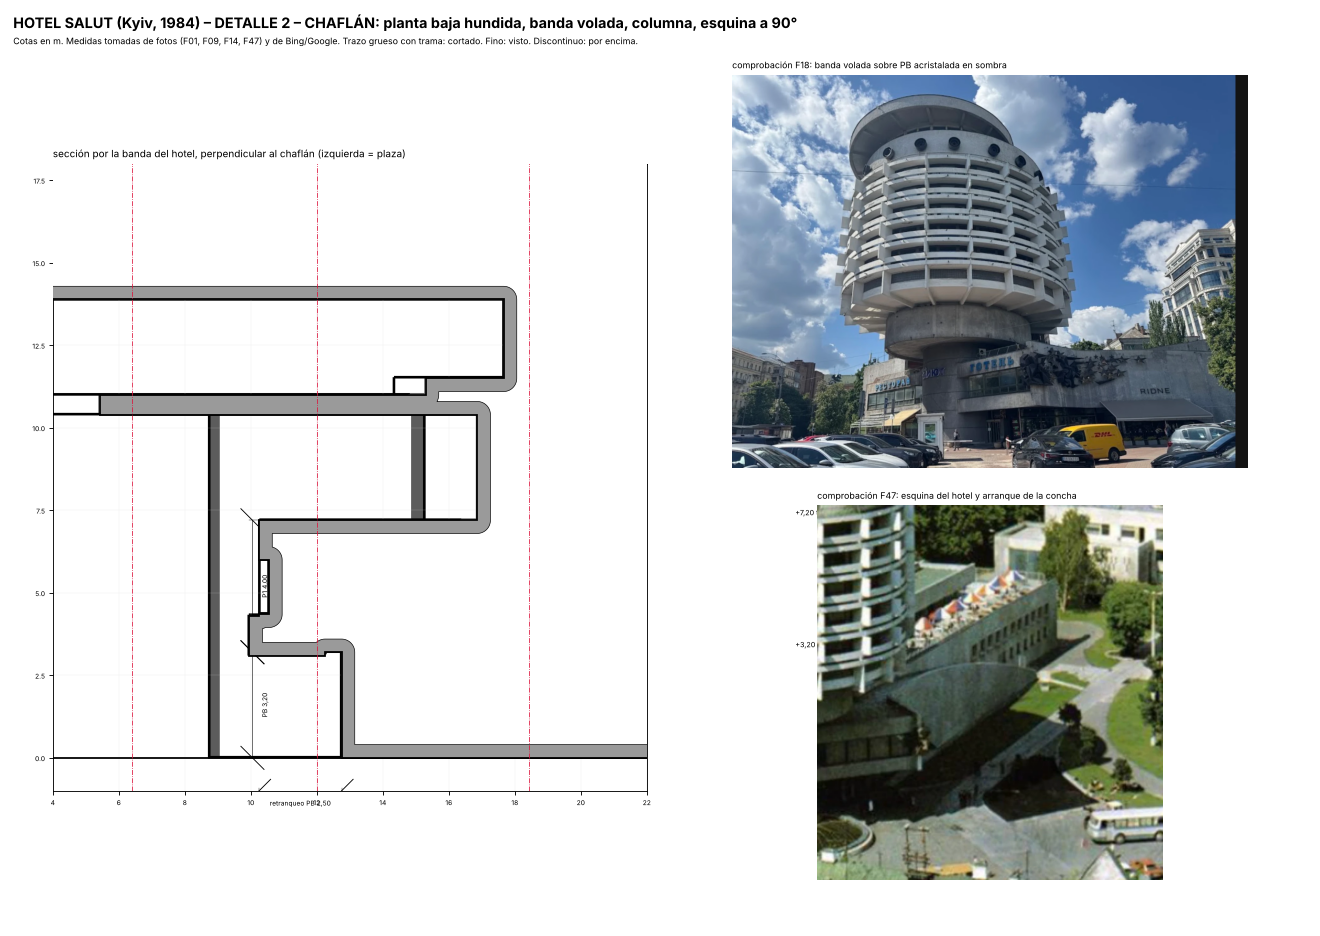 HOTEL SALUT (Kyiv, 1984) – DETALLE 2 – CHAFLÁN: planta baja hundida, banda volada, columna, esquina a 90°
Cotas en m. Medidas tomadas de fotos (F01, F09, F14, F47) y de Bing/Google. Trazo grueso con trama: cortado. Fino: visto. Discontinuo: por encima.
comprobación F18: banda volada sobre PB acristalada en sombra
sección por la banda del hotel, perpendicular al chaflán (izquierda = plaza)
17.5
15.0
12.5
10.0
7.5
5.0
2.5
0.0
P1 4,00
PB 3,20
4
6
8
10
12
14
16
18
20
22
retranqueo PB 2,50
РЕСТОРАН
ГОТЕЛЬ
RIDNE
DHL
comprobación F47: esquina del hotel y arranque de la concha
+7,20
+3,20